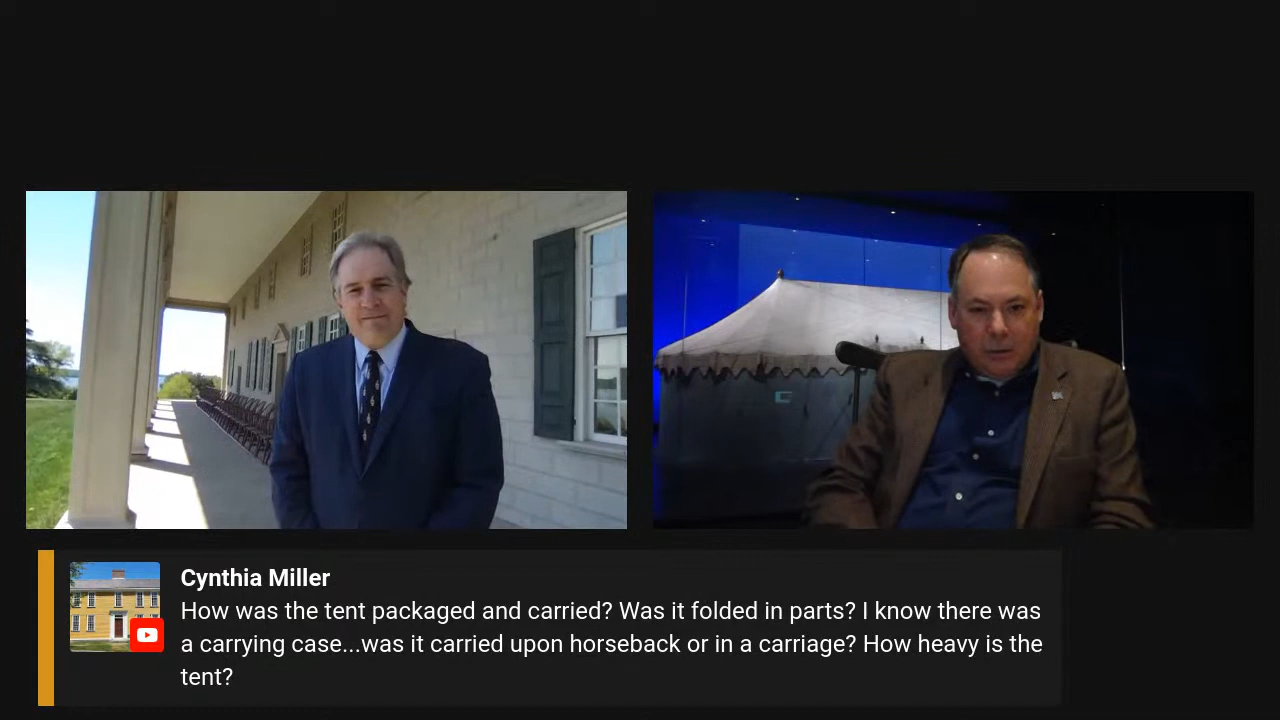 Cynthia Miller
How was the tent packaged and carried? Was it folded in parts? I know there was
a carrying case...was it carried upon horseback or in a carriage? How heavy is the
tent?